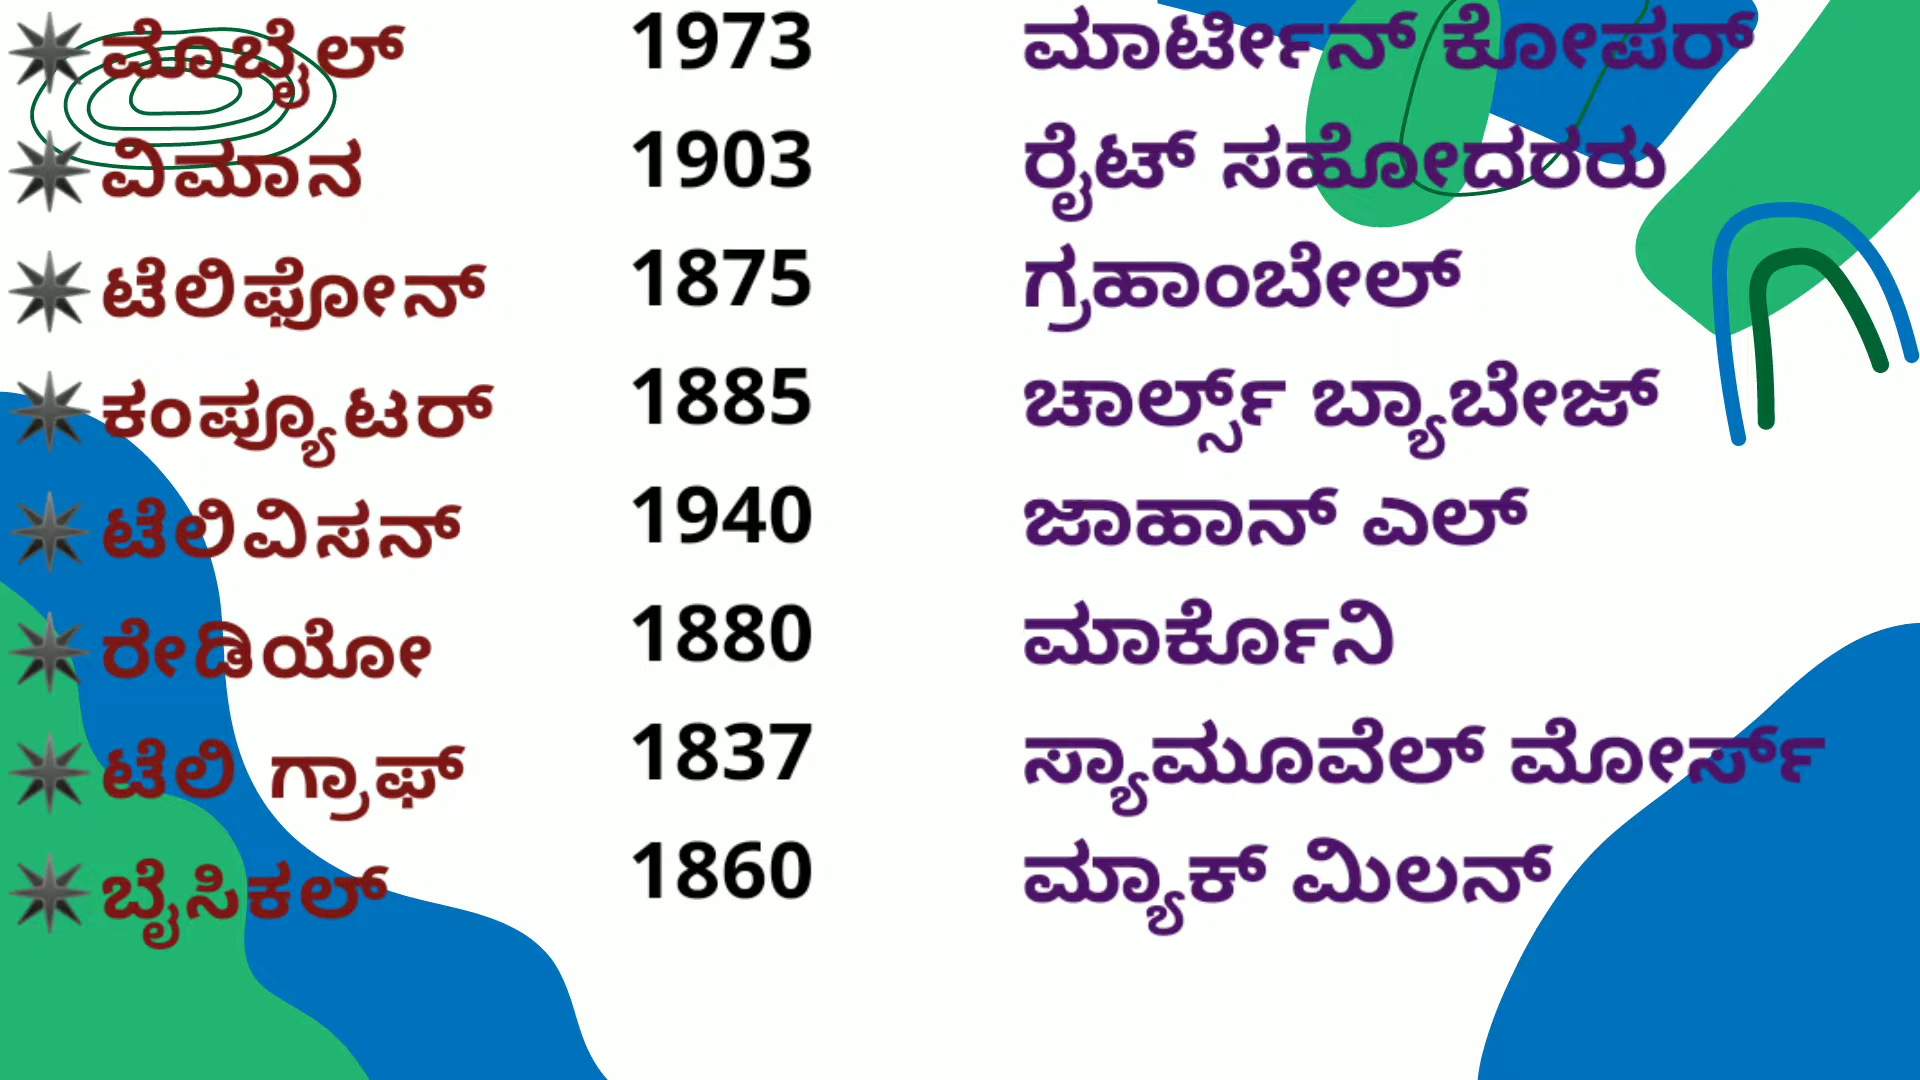 ಮೊಬೈಲ್ 1973 ಮಾರ್ಟೀನ್ ಕೋಪರ್
ವಿಮಾನ 1903 ರೈಟ್ ಸಹೋದರರು
ಟೆಲಿಫೋನ್ 1875 ಗ್ರಹಾಂಬೇಲ್
ಕಂಪ್ಯೂಟರ್ 1885 ಚಾರ್ಲ್ಸ್ ಬ್ಯಾಬೇಜ್
ಟೆಲಿವಿಸನ್ 1940 ಜಾಹಾನ್ ಎಲ್
ರೇಡಿಯೋ 1880 ಮಾರ್ಕೊನಿ
ಟೆಲಿ ಗ್ರಾಫ್ 1837 ಸ್ಯಾಮೂವೆಲ್ ಮೋರ್ಸ್
ಬೈಸಿಕಲ್ 1860 ಮ್ಯಾಕ್ ಮಿಲನ್